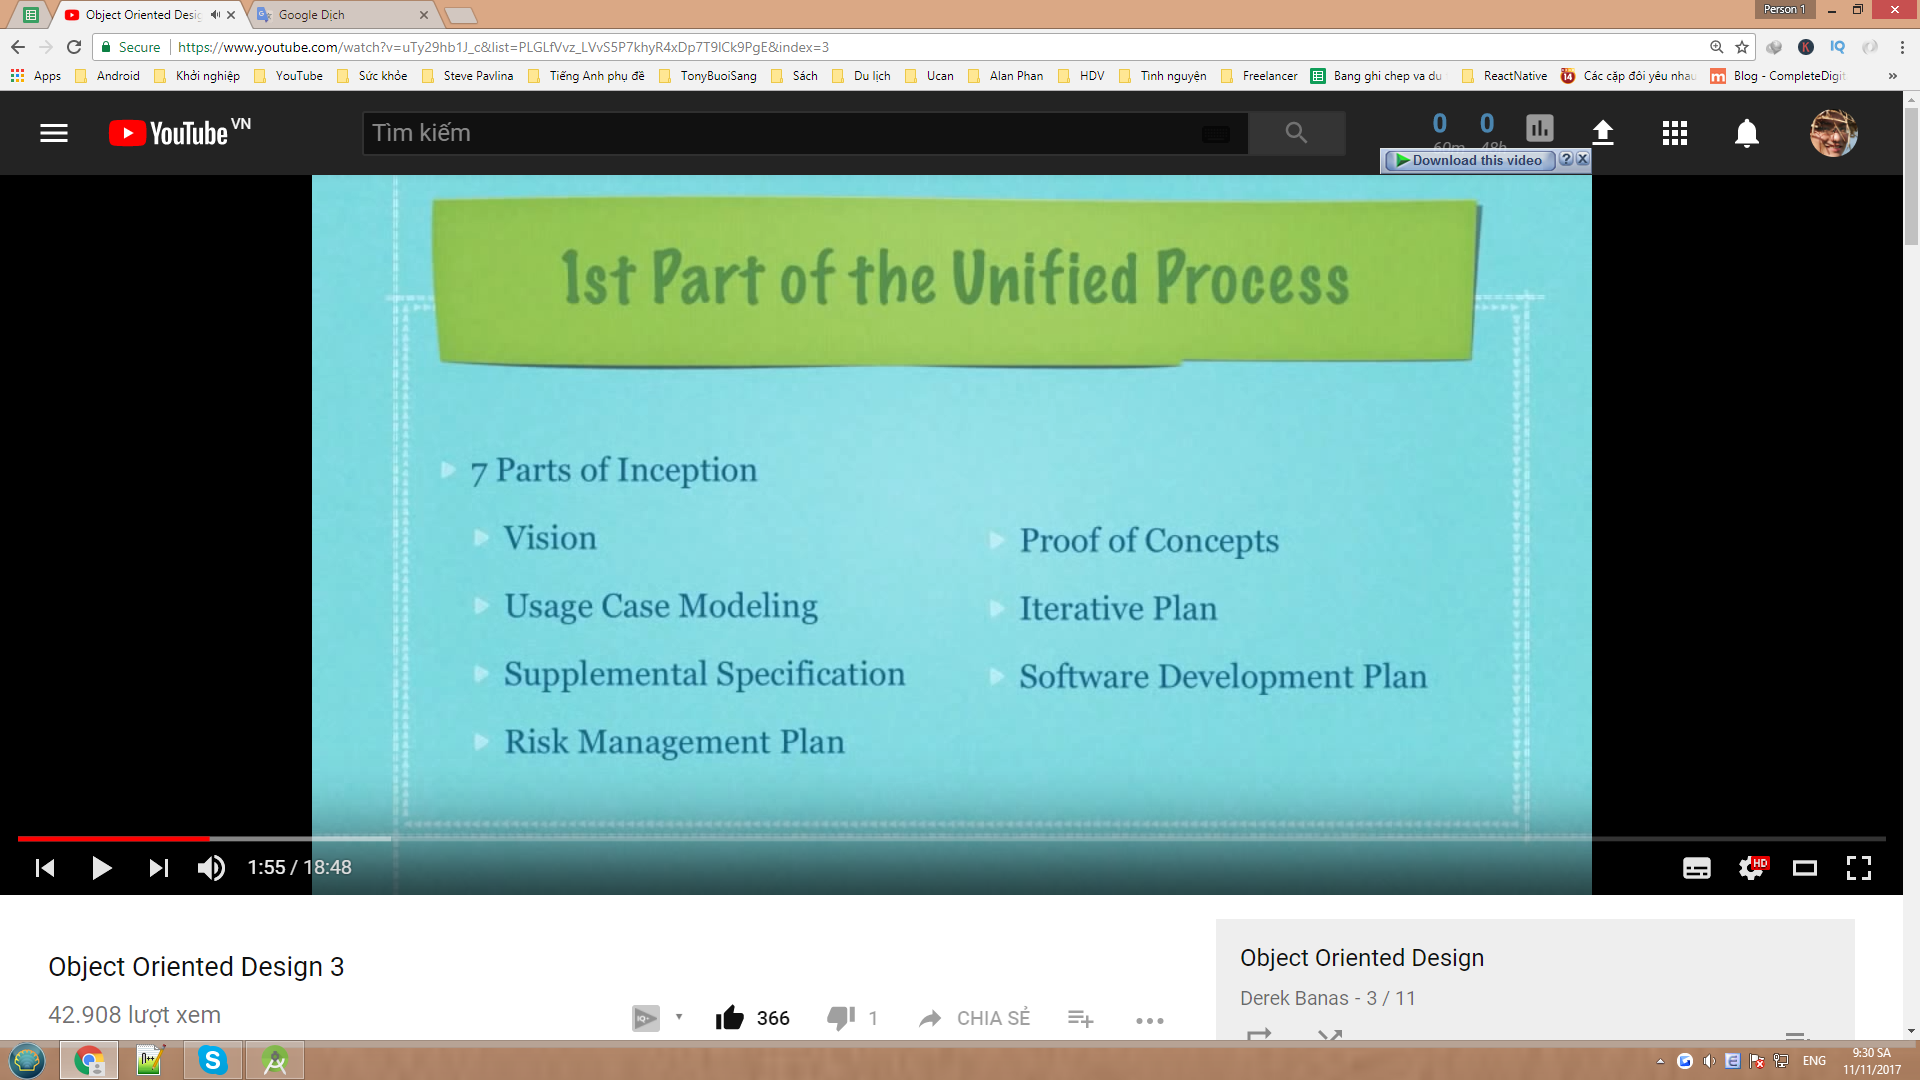 Object Oriented Desi
Google Dịch
Person 1
Secure
https://www.youtube.com/watch?v=uTy29hb1J_c&list=PLGLfVvz_LVvS5P7khyR4xDp7T9lCk9PgE&index=3
Apps
Android
Khởi nghiệp
YouTube
Sức khỏe
Steve Pavlina
Tiếng Anh phụ đề
TonyBuoiSang
Sách
Du lịch
Ucan
Alan Phan
HDV
Tình nguyện
Freelancer
Bang ghi chep va du
ReactNative
Các cặp đôi yêu nhau
Blog - CompleteDigit
YouTube VN
Tìm kiếm
0 0
60m 48h
Download this video
1st Part of the Unified Process
7 Parts of Inception
Vision
Usage Case Modeling
Supplemental Specification
Risk Management Plan
Proof of Concepts
Iterative Plan
Software Development Plan
1:55 / 18:48
HD
Object Oriented Design 3
42.908 lượt xem
366
1
CHIA SẺ
Object Oriented Design
Derek Banas - 3 / 11
ENG
9:30 SA
11/11/2017